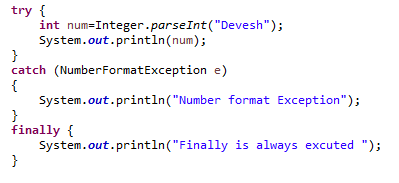 try {
    int num=Integer.parseInt("Devesh");
    System.out.println(num);
}
catch (NumberFormatException e)
{
    System.out.println("Number format Exception");
}
finally {
    System.out.println("Finally is always excuted ");
}